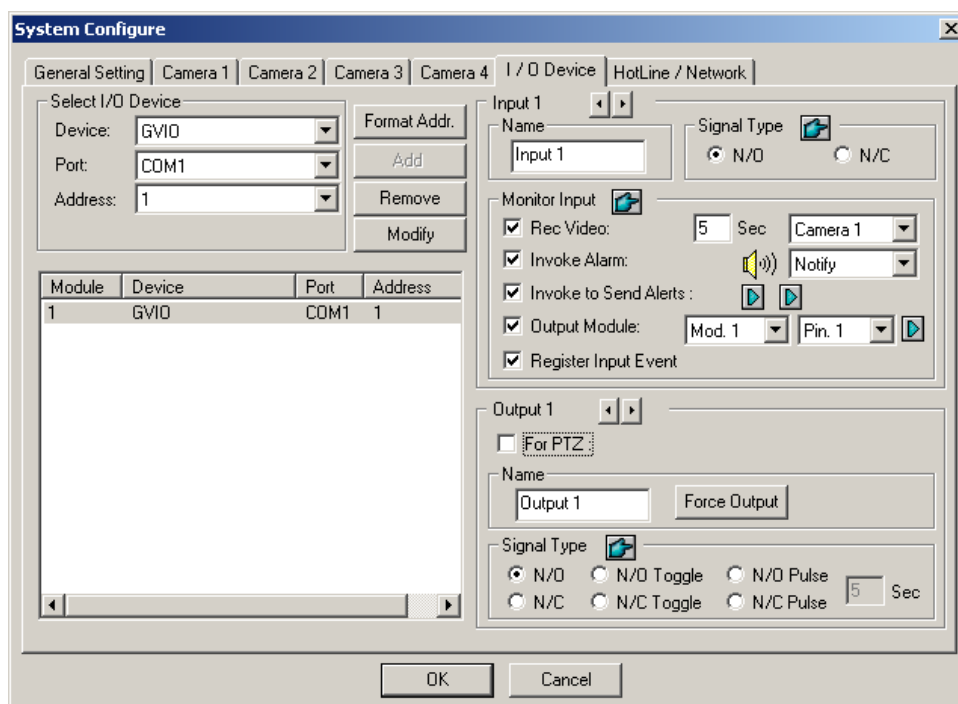 System Configure
General Setting Camera 1 Camera 2 Camera 3 Camera 4 I / O Device HotLine / Network
Select I/O Device
Device: GVIO
Port: COM1
Address: 1
Format Addr.
Add
Remove
Modify
Module Device Port Address
1 GVIO COM1 1
Input 1
Name
Input 1
Signal Type
N/O N/C
Monitor Input
Rec Video: 5 Sec Camera 1
Invoke Alarm: Notify
Invoke to Send Alerts :
Output Module: Mod. 1 Pin. 1
Register Input Event
Output 1
For PTZ :
Name
Output 1 Force Output
Signal Type
N/O N/O Toggle N/O Pulse
N/C N/C Toggle N/C Pulse
5 Sec
OK Cancel